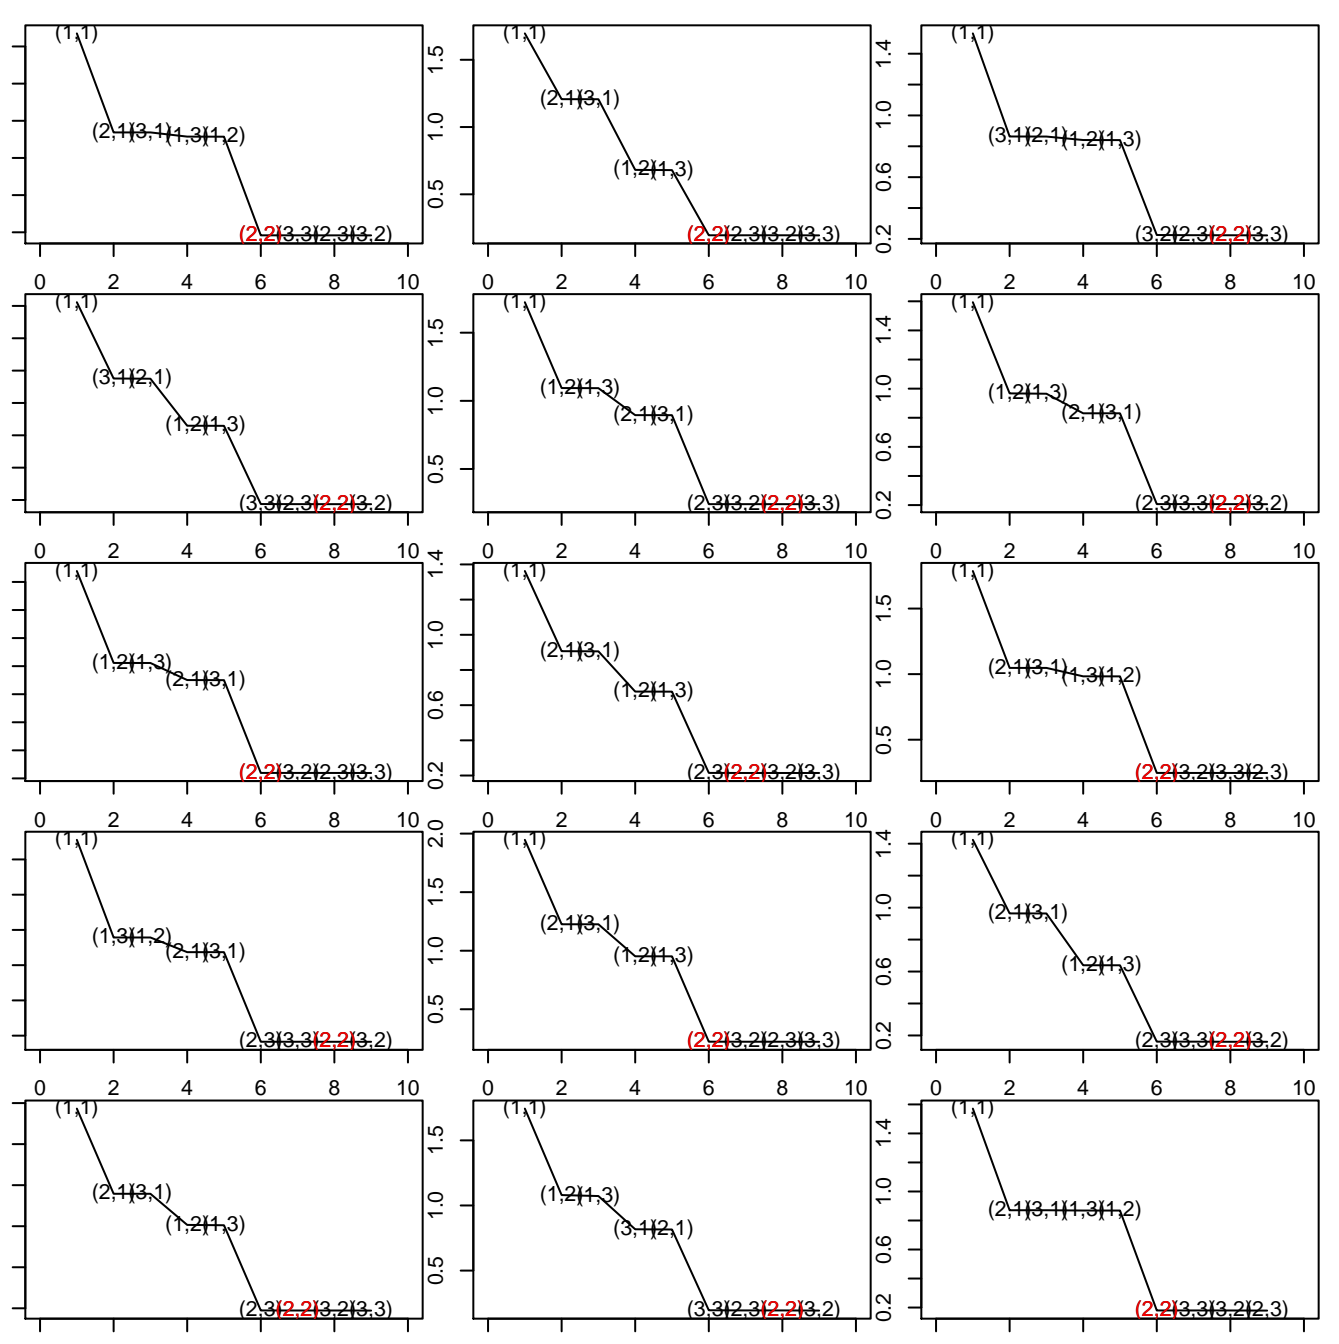 (1,1) (1,1) (1,1)
(2,1) (3,1) (1,3) (1,2)
(2,1) (3,1)
(1,2) (1,3)
(3,1) (2,1) (1,2) (1,3)
(2,2) (3,3) (2,3) (3,2)
(2,2) (2,3) (3,2) (3,3)
(3,2) (2,3) (2,2) (3,3)
0.5 1.0 1.5
0.2 0.6 1.0 1.4
0 2 4 6 8 10 0 2 4 6 8 10 0 2 4 6 8 10
(1,1) (1,1) (1,1)
(3,1) (2,1)
(1,2) (1,3)
(1,2) (1,3)
(2,1) (3,1)
(1,2) (1,3)
(2,1) (3,1)
(3,3) (2,3) (2,2) (3,2)
(2,3) (3,2) (2,2) (3,3)
(2,3) (3,3) (2,2) (3,2)
0.5 1.0 1.5
0.2 0.6 1.0 1.4
0 2 4 6 8 10 0 2 4 6 8 10 0 2 4 6 8 10
(1,1) (1,1) (1,1)
(1,2) (1,3)
(2,1) (3,1)
(2,1) (3,1)
(1,2) (1,3)
(2,1) (3,1) (1,3) (1,2)
(2,2) (3,2) (2,3) (3,3)
(2,3) (2,2) (3,2) (3,3)
(2,2) (3,2) (3,3) (2,3)
0.2 0.6 1.0 1.4
0.5 1.0 1.5
0 2 4 6 8 10 0 2 4 6 8 10 0 2 4 6 8 10
(1,1) (1,1) (1,1)
(1,3) (1,2)
(2,1) (3,1)
(2,1) (3,1)
(1,2) (1,3)
(2,1) (3,1)
(1,2) (1,3)
(2,3) (3,3) (2,2) (3,2)
(2,2) (3,2) (2,3) (3,3)
(2,3) (3,3) (2,2) (3,2)
0.5 1.0 1.5 2.0
0.2 0.6 1.0 1.4
0 2 4 6 8 10 0 2 4 6 8 10 0 2 4 6 8 10
(1,1) (1,1) (1,1)
(2,1) (3,1)
(1,2) (1,3)
(1,2) (1,3)
(3,1) (2,1)
(2,1) (3,1) (1,3) (1,2)
(2,3) (2,2) (3,2) (3,3)
(3,3) (2,3) (2,2) (3,2)
(2,2) (3,3) (3,2) (2,3)
0.5 1.0 1.5
0.2 0.6 1.0 1.4